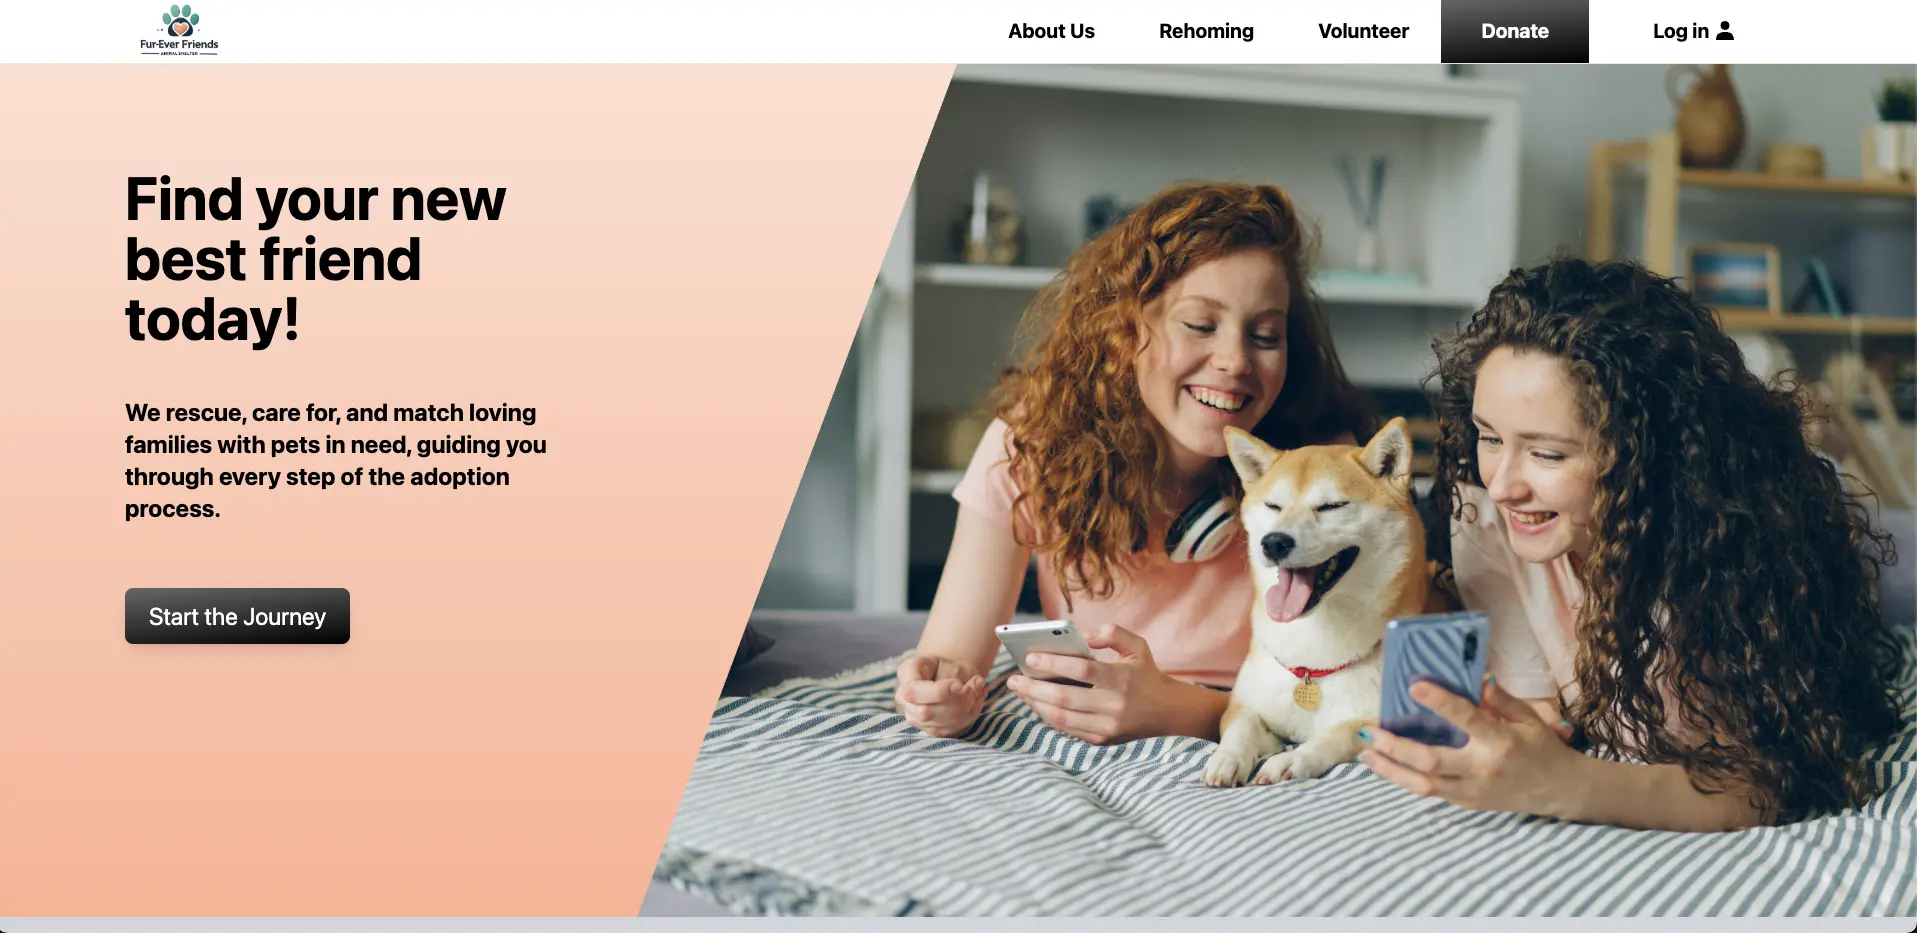 Fur-Ever Friends
ANIMAL SHELTER
About Us
Rehoming
Volunteer
Donate
Log in
Find your new
best friend
today!
We rescue, care for, and match loving
families with pets in need, guiding you
through every step of the adoption
process.
Start the Journey